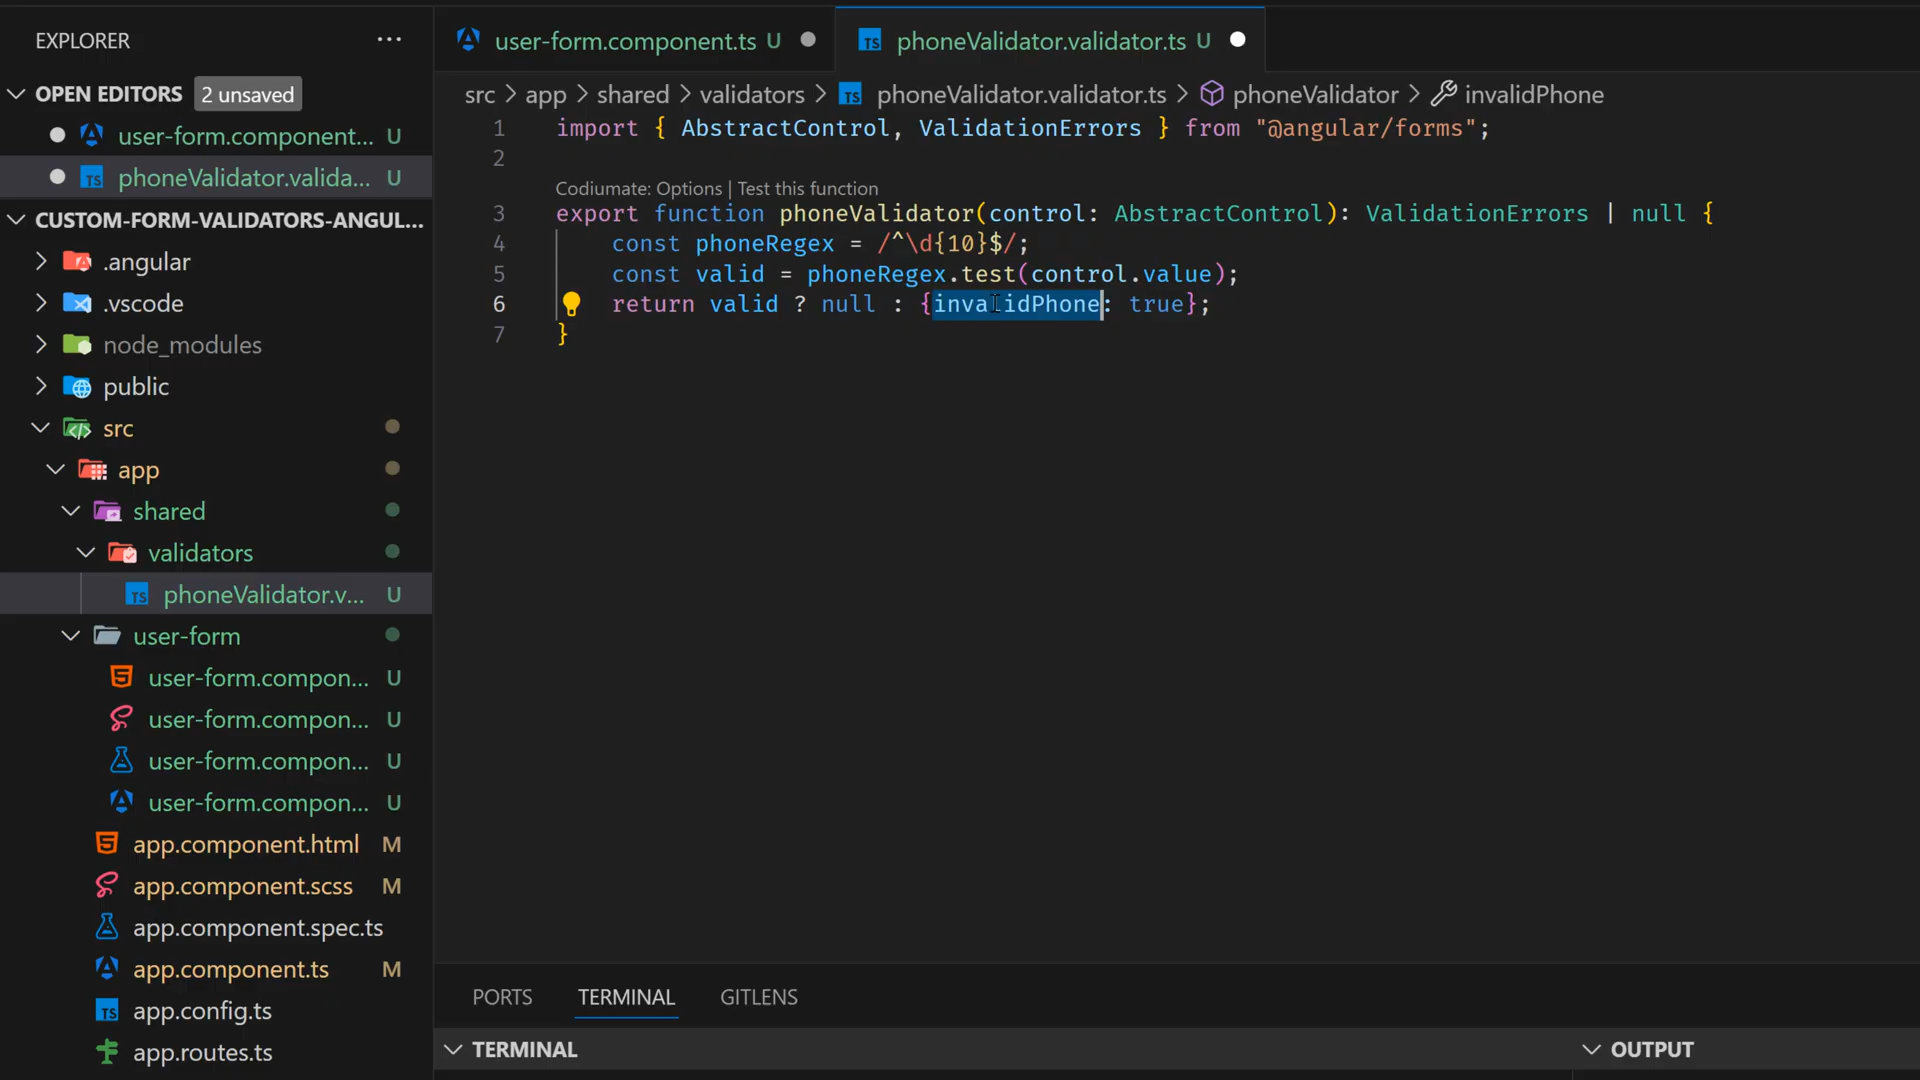 EXPLORER
OPEN EDITORS 2 unsaved
user-form.component... U
phoneValidator.valida... U
CUSTOM-FORM-VALIDATORS-ANGUL...
.angular
.vscode
node_modules
public
src
app
shared
validators
phoneValidator.v... U
user-form
user-form.compon... U
user-form.compon... U
user-form.compon... U
user-form.compon... U
app.component.html M
app.component.scss M
app.component.spec.ts
app.component.ts M
app.config.ts
app.routes.ts
user-form.component.ts U
phoneValidator.validator.ts U
src > app > shared > validators > TS phoneValidator.validator.ts > phoneValidator > invalidPhone
1 import { AbstractControl, ValidationErrors } from "@angular/forms";
2
Codiumate: Options | Test this function
3 export function phoneValidator(control: AbstractControl): ValidationErrors | null {
4 const phoneRegex = /^\d{10}$/;
5 const valid = phoneRegex.test(control.value);
6 return valid ? null : {invalidPhone: true};
7 }
PORTS TERMINAL GITLENS
TERMINAL
OUTPUT